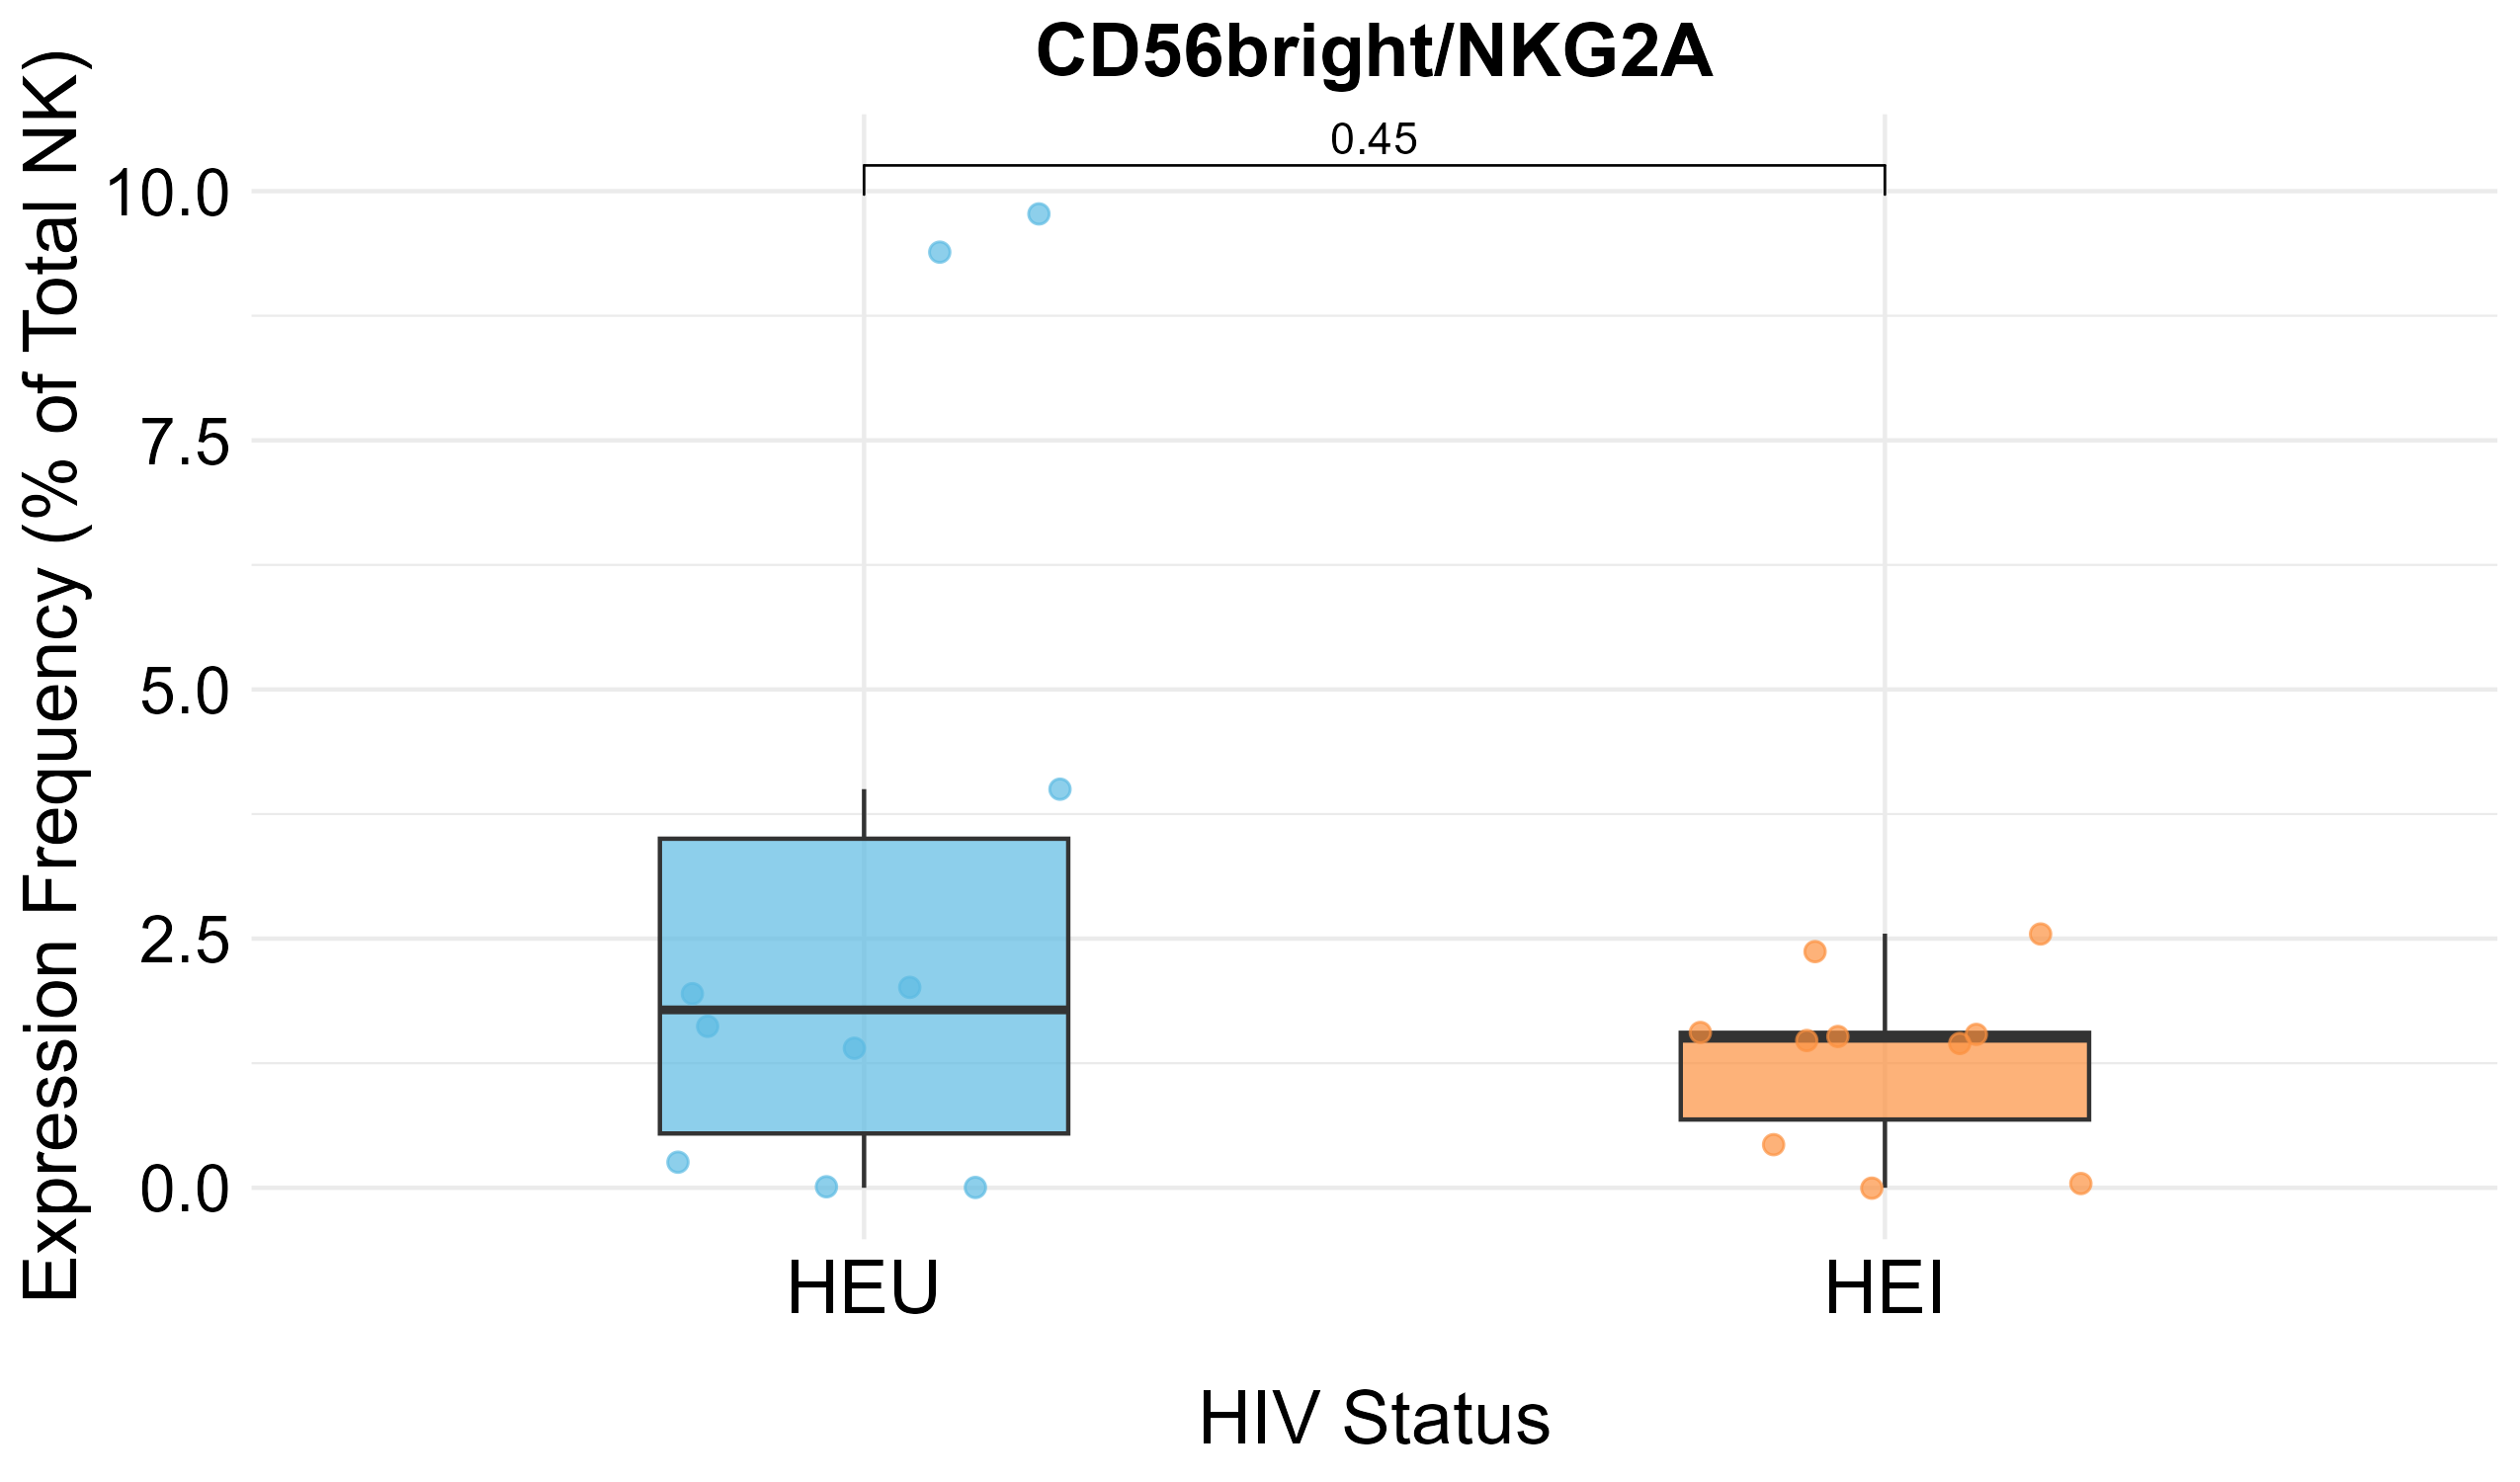 CD56bright/NKG2A
0.45
Expression Frequency (% of Total NK)
10.0
7.5
5.0
2.5
0.0
HEU
HEI
HIV Status